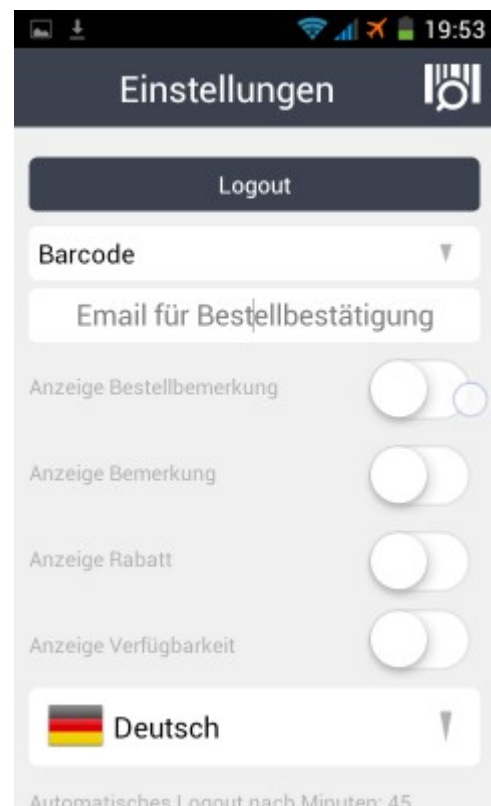 19:53
Einstellungen
Logout
Barcode
Email für Bestellbestätigung
Anzeige Bestellbemerkung
Anzeige Bemerkung
Anzeige Rabatt
Anzeige Verfügbarkeit
Deutsch
Automatisches Logout nach Minuten: 45